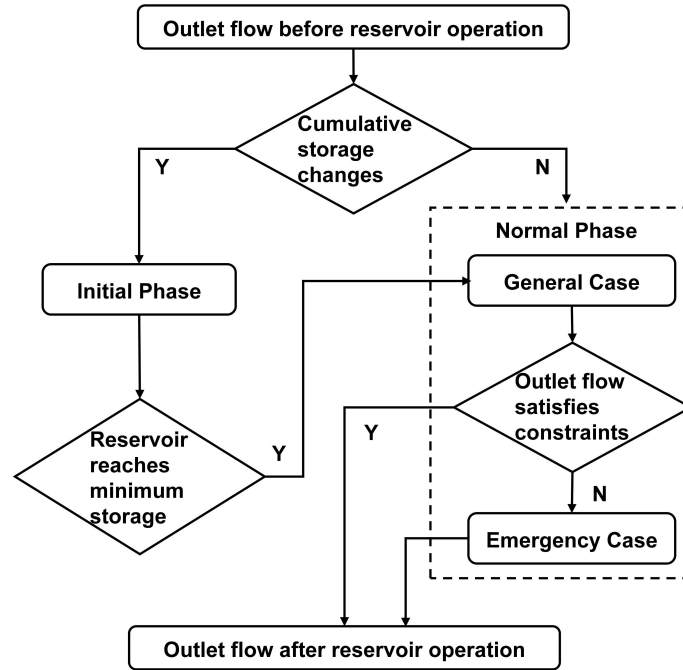 Outlet flow before reservoir operation
Cumulative
storage
changes
Y
N
Normal Phase
Initial Phase
General Case
Outlet flow
satisfies
constraints
Y
Y
Reservoir
reaches
minimum
storage
N
Emergency Case
Outlet flow after reservoir operation